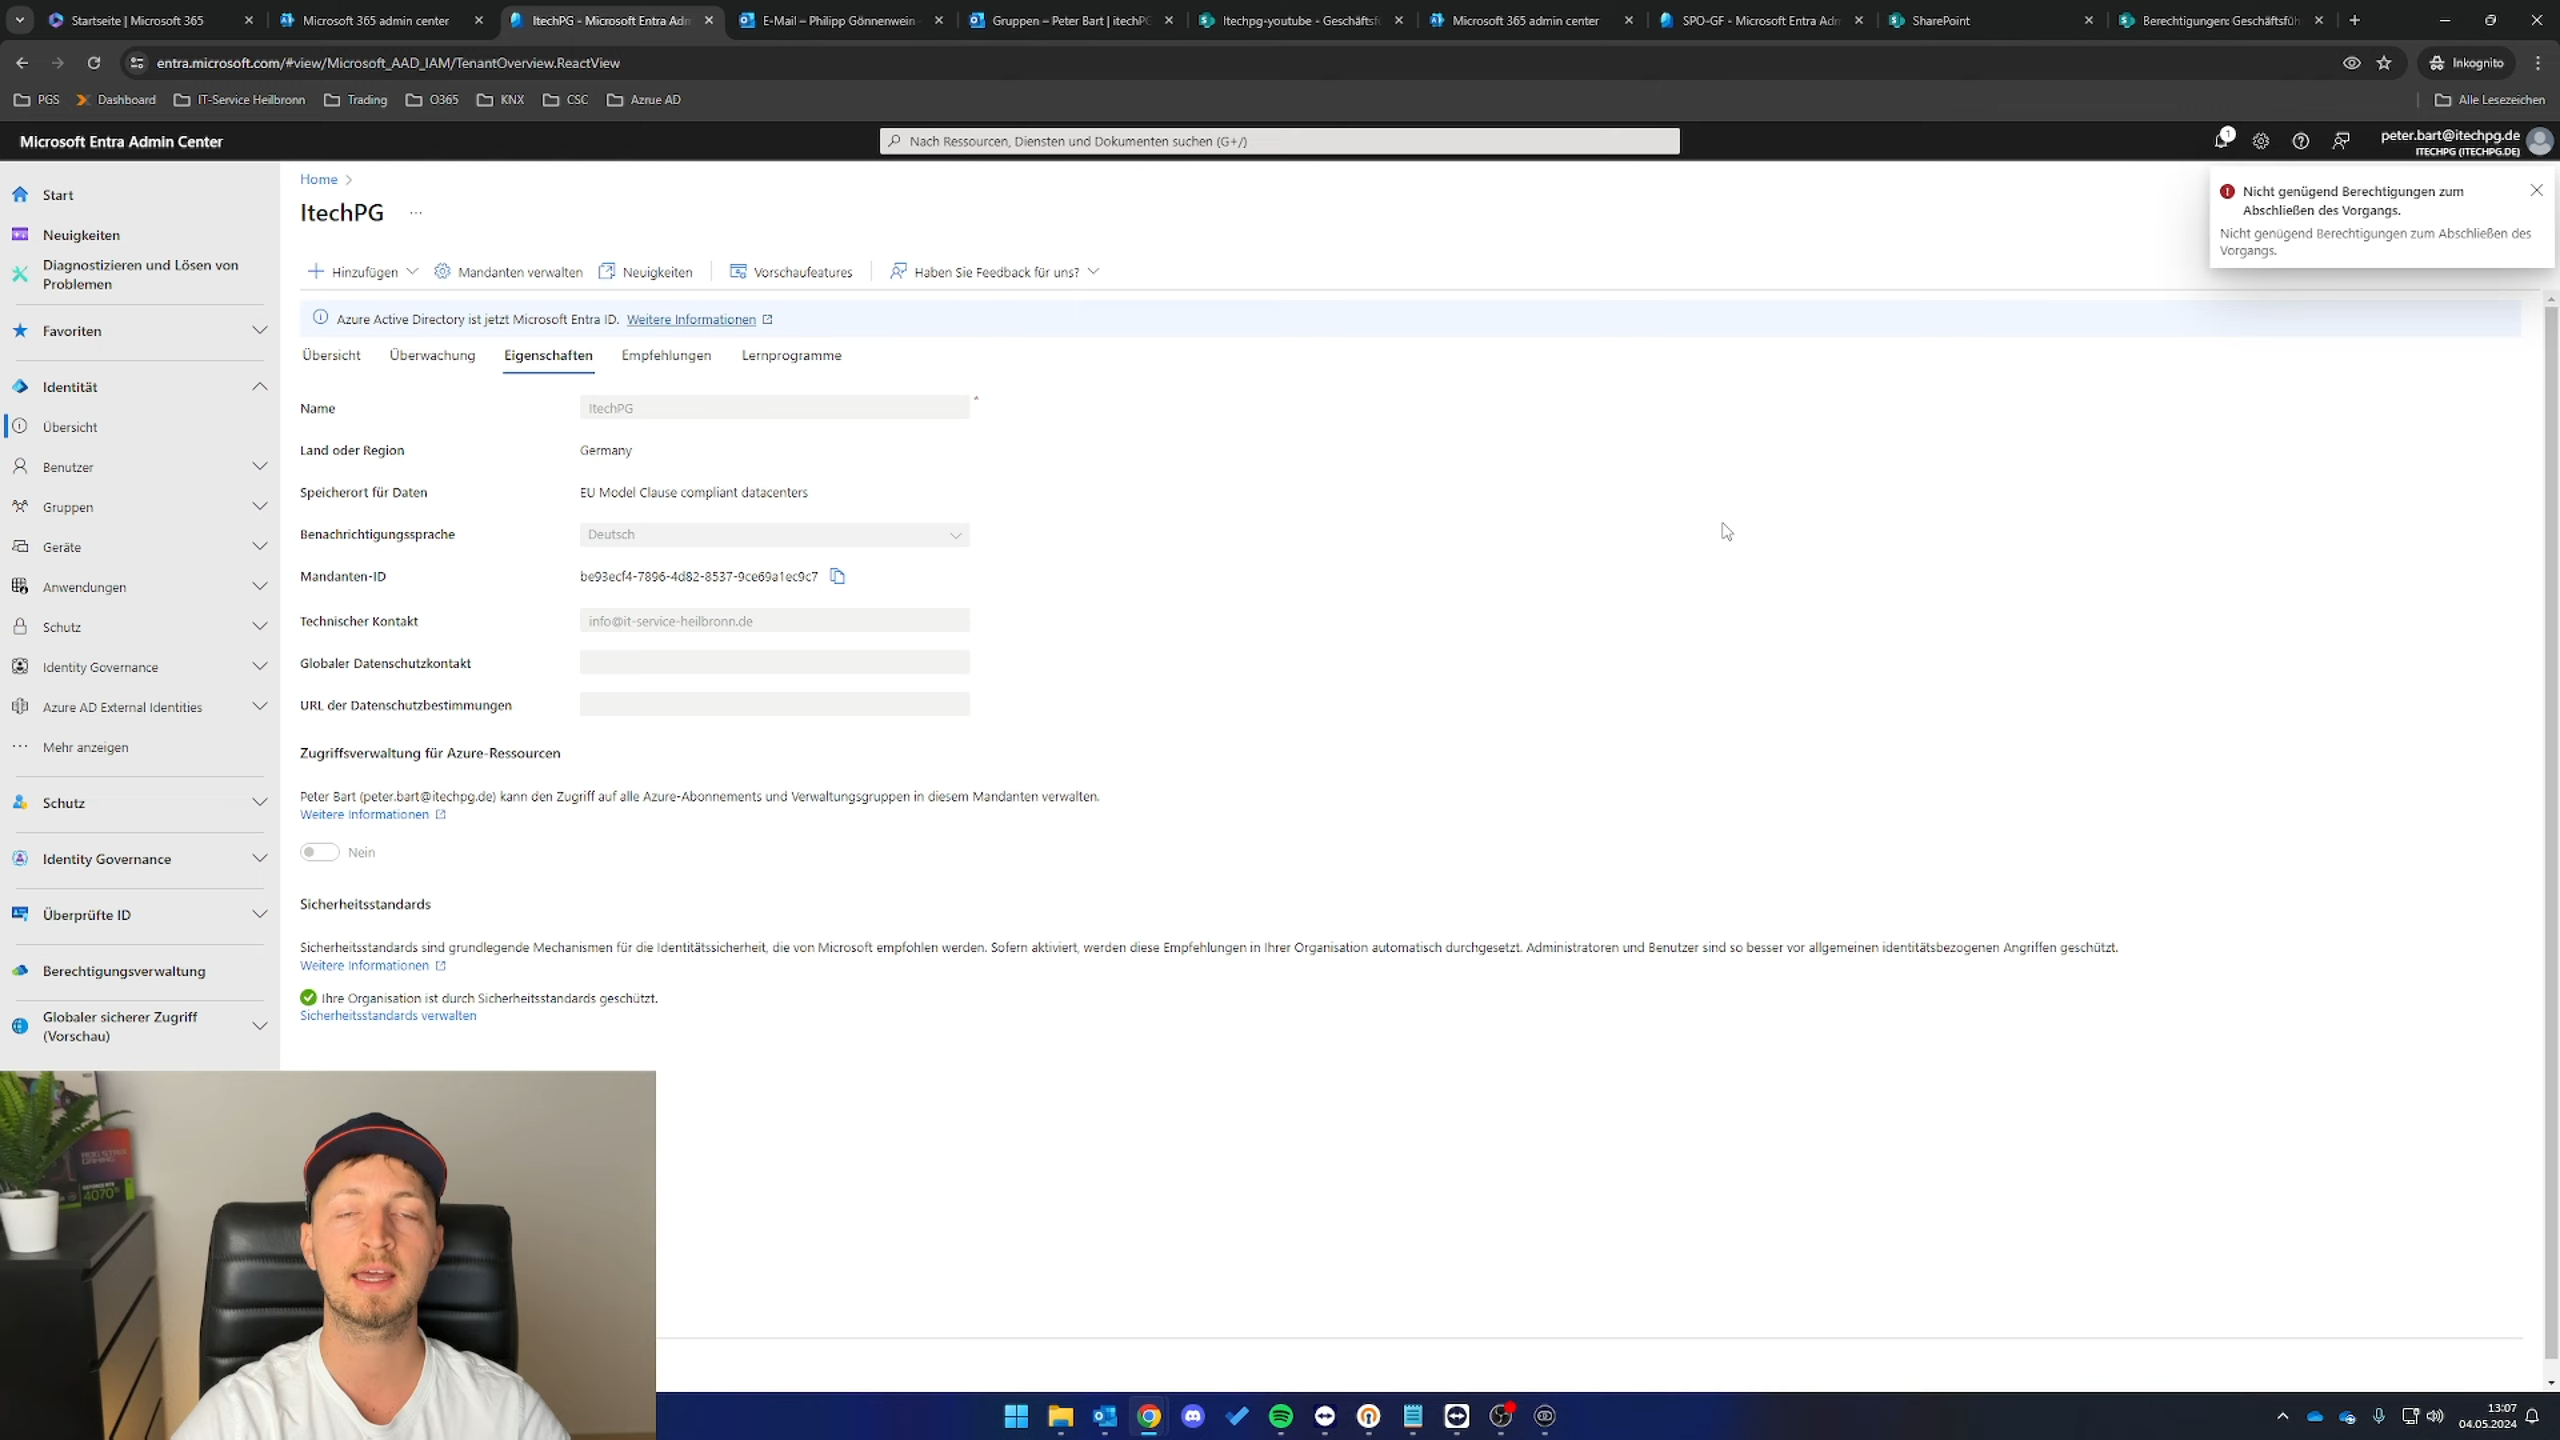 Startseite | Microsoft 365
Microsoft 365 admin center
ItechPG - Microsoft Entra Adm
E-Mail – Philipp Gönnenwein -
Gruppen – Peter Bart | itechPG
Itechpg-youtube - Geschäftsf
Microsoft 365 admin center
SPO-GF - Microsoft Entra Adm
SharePoint
Berechtigungen: Geschäftsfüh
entra.microsoft.com/#view/Microsoft_AAD_IAM/TenantOverview.ReactView
Inkognito
PGS
Dashboard
IT-Service Heilbronn
Trading
O365
KNX
CSC
Azrue AD
Alle Lesezeichen
Microsoft Entra Admin Center
Nach Ressourcen, Diensten und Dokumenten suchen (G+/)
1
peter.bart@itechpg.de
ITECHPG (ITECHPG.DE)
Nicht genügend Berechtigungen zum
Abschließen des Vorgangs.
Nicht genügend Berechtigungen zum Abschließen des
Vorgangs.
Start
Neuigkeiten
Diagnostizieren und Lösen von
Problemen
Favoriten
Identität
Übersicht
Benutzer
Gruppen
Geräte
Anwendungen
Schutz
Identity Governance
Azure AD External Identities
Mehr anzeigen
Schutz
Identity Governance
Überprüfte ID
Berechtigungsverwaltung
Globaler sicherer Zugriff
(Vorschau)
Home
ItechPG
Hinzufügen
Mandanten verwalten
Neuigkeiten
Vorschaufeatures
Haben Sie Feedback für uns?
Azure Active Directory ist jetzt Microsoft Entra ID. Weitere Informationen
Übersicht
Überwachung
Eigenschaften
Empfehlungen
Lernprogramme
Name
ItechPG
Land oder Region
Germany
Speicherort für Daten
EU Model Clause compliant datacenters
Benachrichtigungssprache
Deutsch
Mandanten-ID
be93ecf4-7896-4d82-8537-9ce69a1ec9c7
Technischer Kontakt
info@it-service-heilbronn.de
Globaler Datenschutzkontakt
URL der Datenschutzbestimmungen
Zugriffsverwaltung für Azure-Ressourcen
Peter Bart (peter.bart@itechpg.de) kann den Zugriff auf alle Azure-Abonnements und Verwaltungsgruppen in diesem Mandanten verwalten.
Weitere Informationen
Nein
Sicherheitsstandards
Sicherheitsstandards sind grundlegende Mechanismen für die Identitätssicherheit, die von Microsoft empfohlen werden. Sofern aktiviert, werden diese Empfehlungen in Ihrer Organisation automatisch durchgesetzt. Administratoren und Benutzer sind so besser vor allgemeinen identitätsbezogenen Angriffen geschützt.
Weitere Informationen
Ihre Organisation ist durch Sicherheitsstandards geschützt.
Sicherheitsstandards verwalten
4070Ti
13:07
04.05.2024